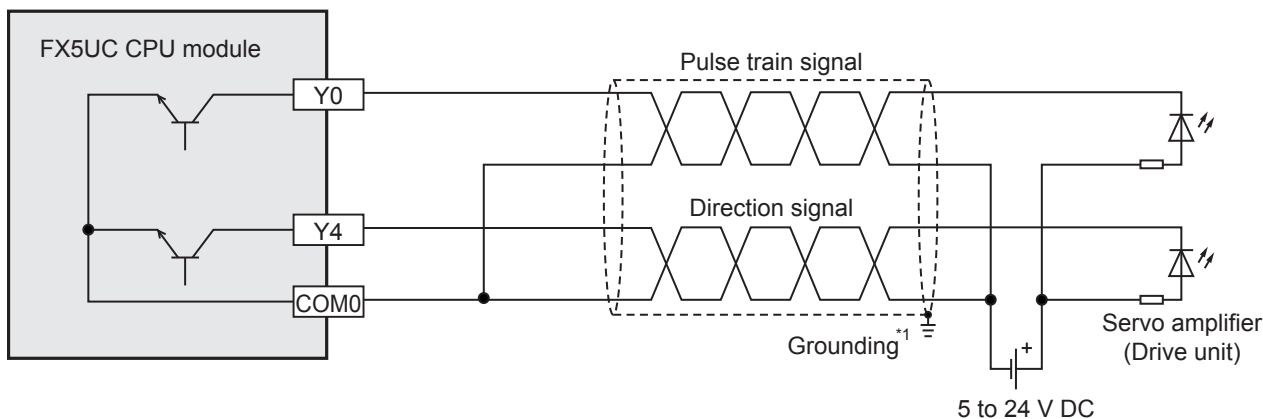 FX5UC CPU module
Pulse train signal
Y0
Direction signal
Y4
COM0
Grounding*1
Servo amplifier
(Drive unit)
+
5 to 24 V DC